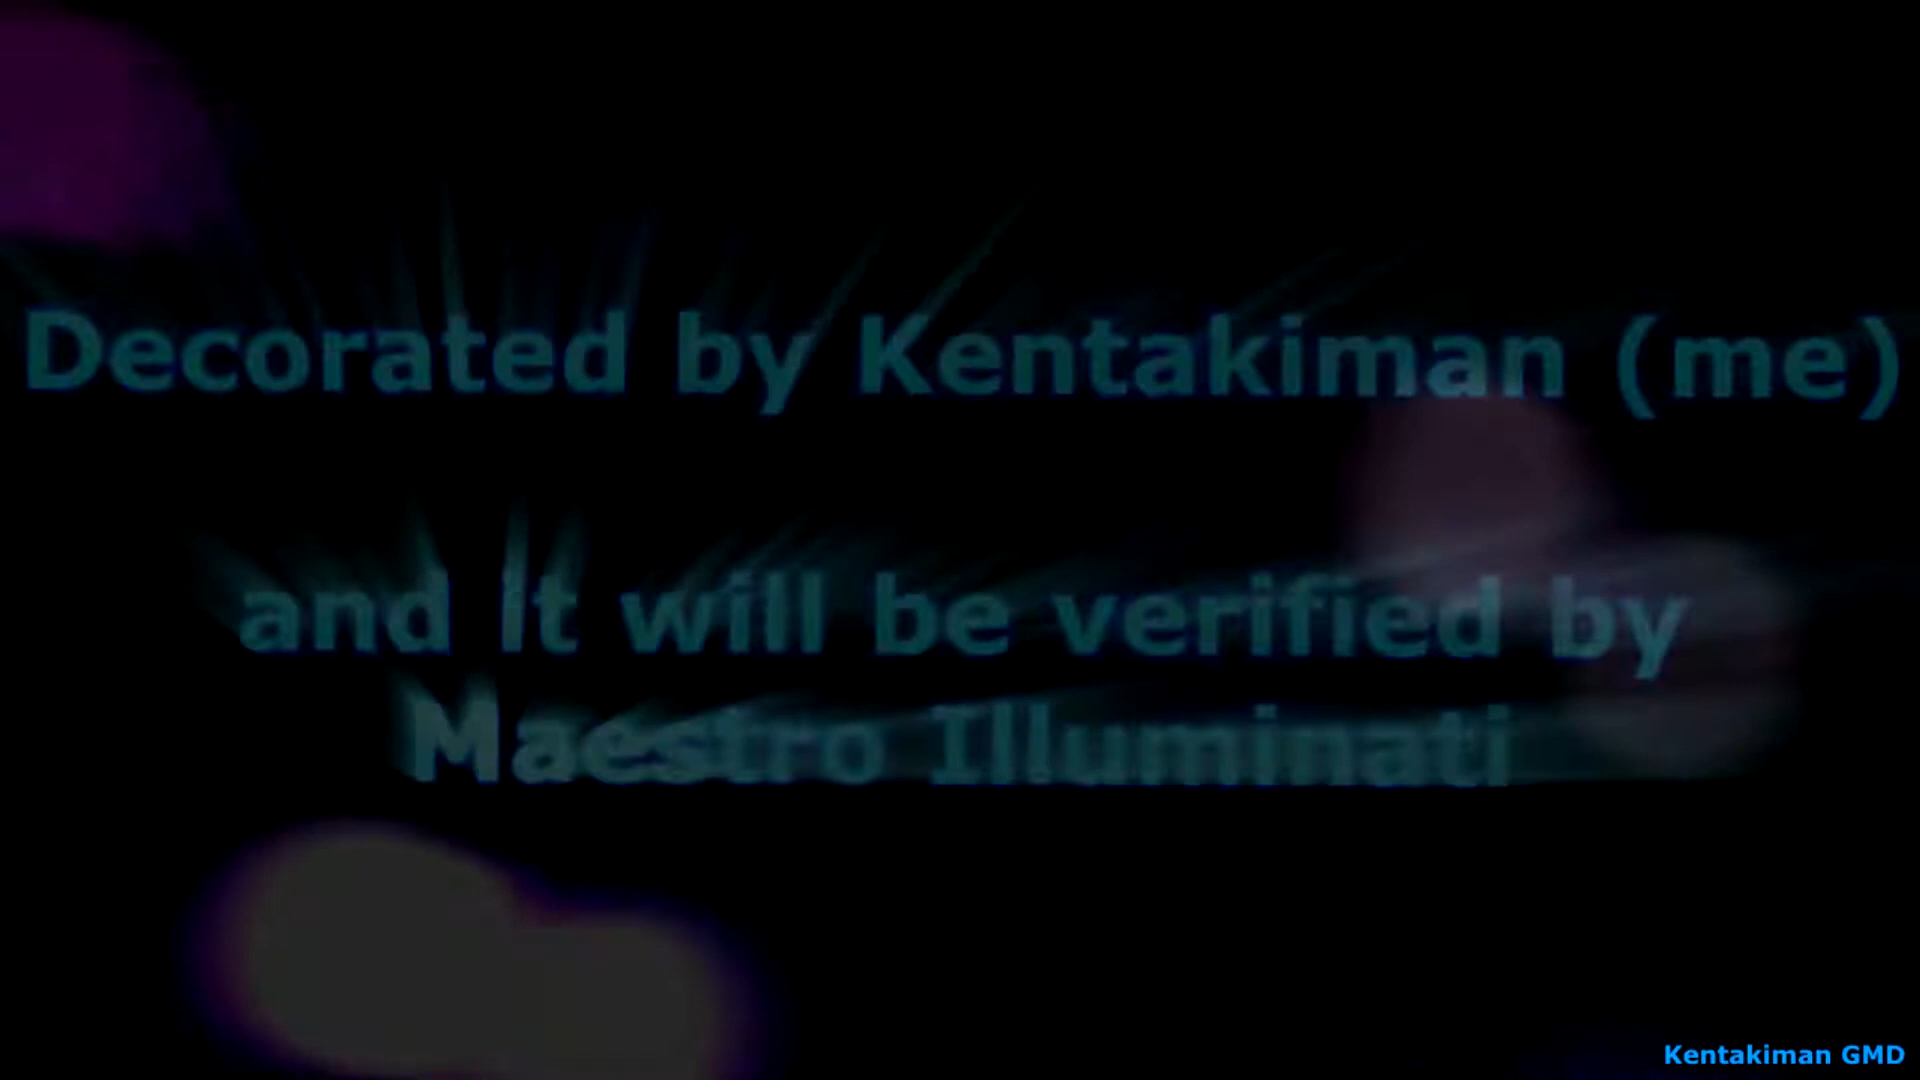 Decorated by Kentakiman (me)
and it will be verified by
Maestro Illuminati
Kentakiman GMD